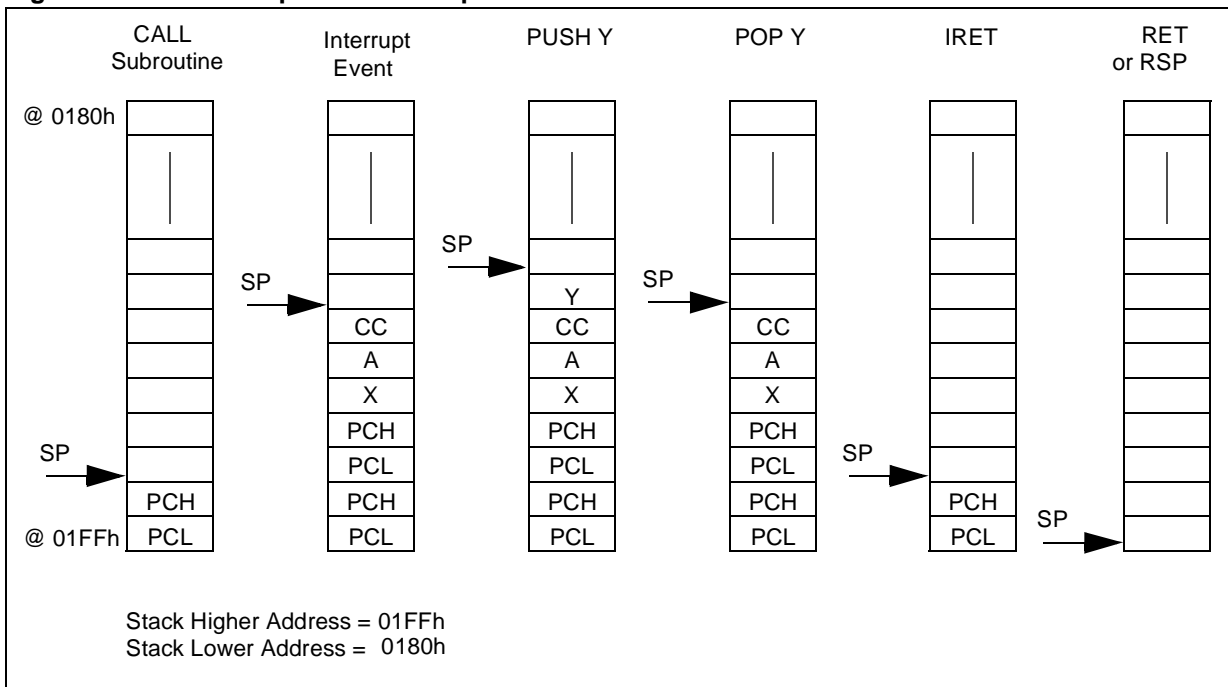 CALL
Subroutine
Interrupt
Event
PUSH Y
POP Y
IRET
RET
or RSP
@ 0180h
SP
PCH
@ 01FFh PCL
SP
CC
A
X
PCH
PCL
PCH
PCL
SP
Y
CC
A
X
PCH
PCL
PCH
PCL
SP
CC
A
X
PCH
PCL
PCH
PCL
SP
PCH
PCL
SP
Stack Higher Address = 01FFh
Stack Lower Address = 0180h